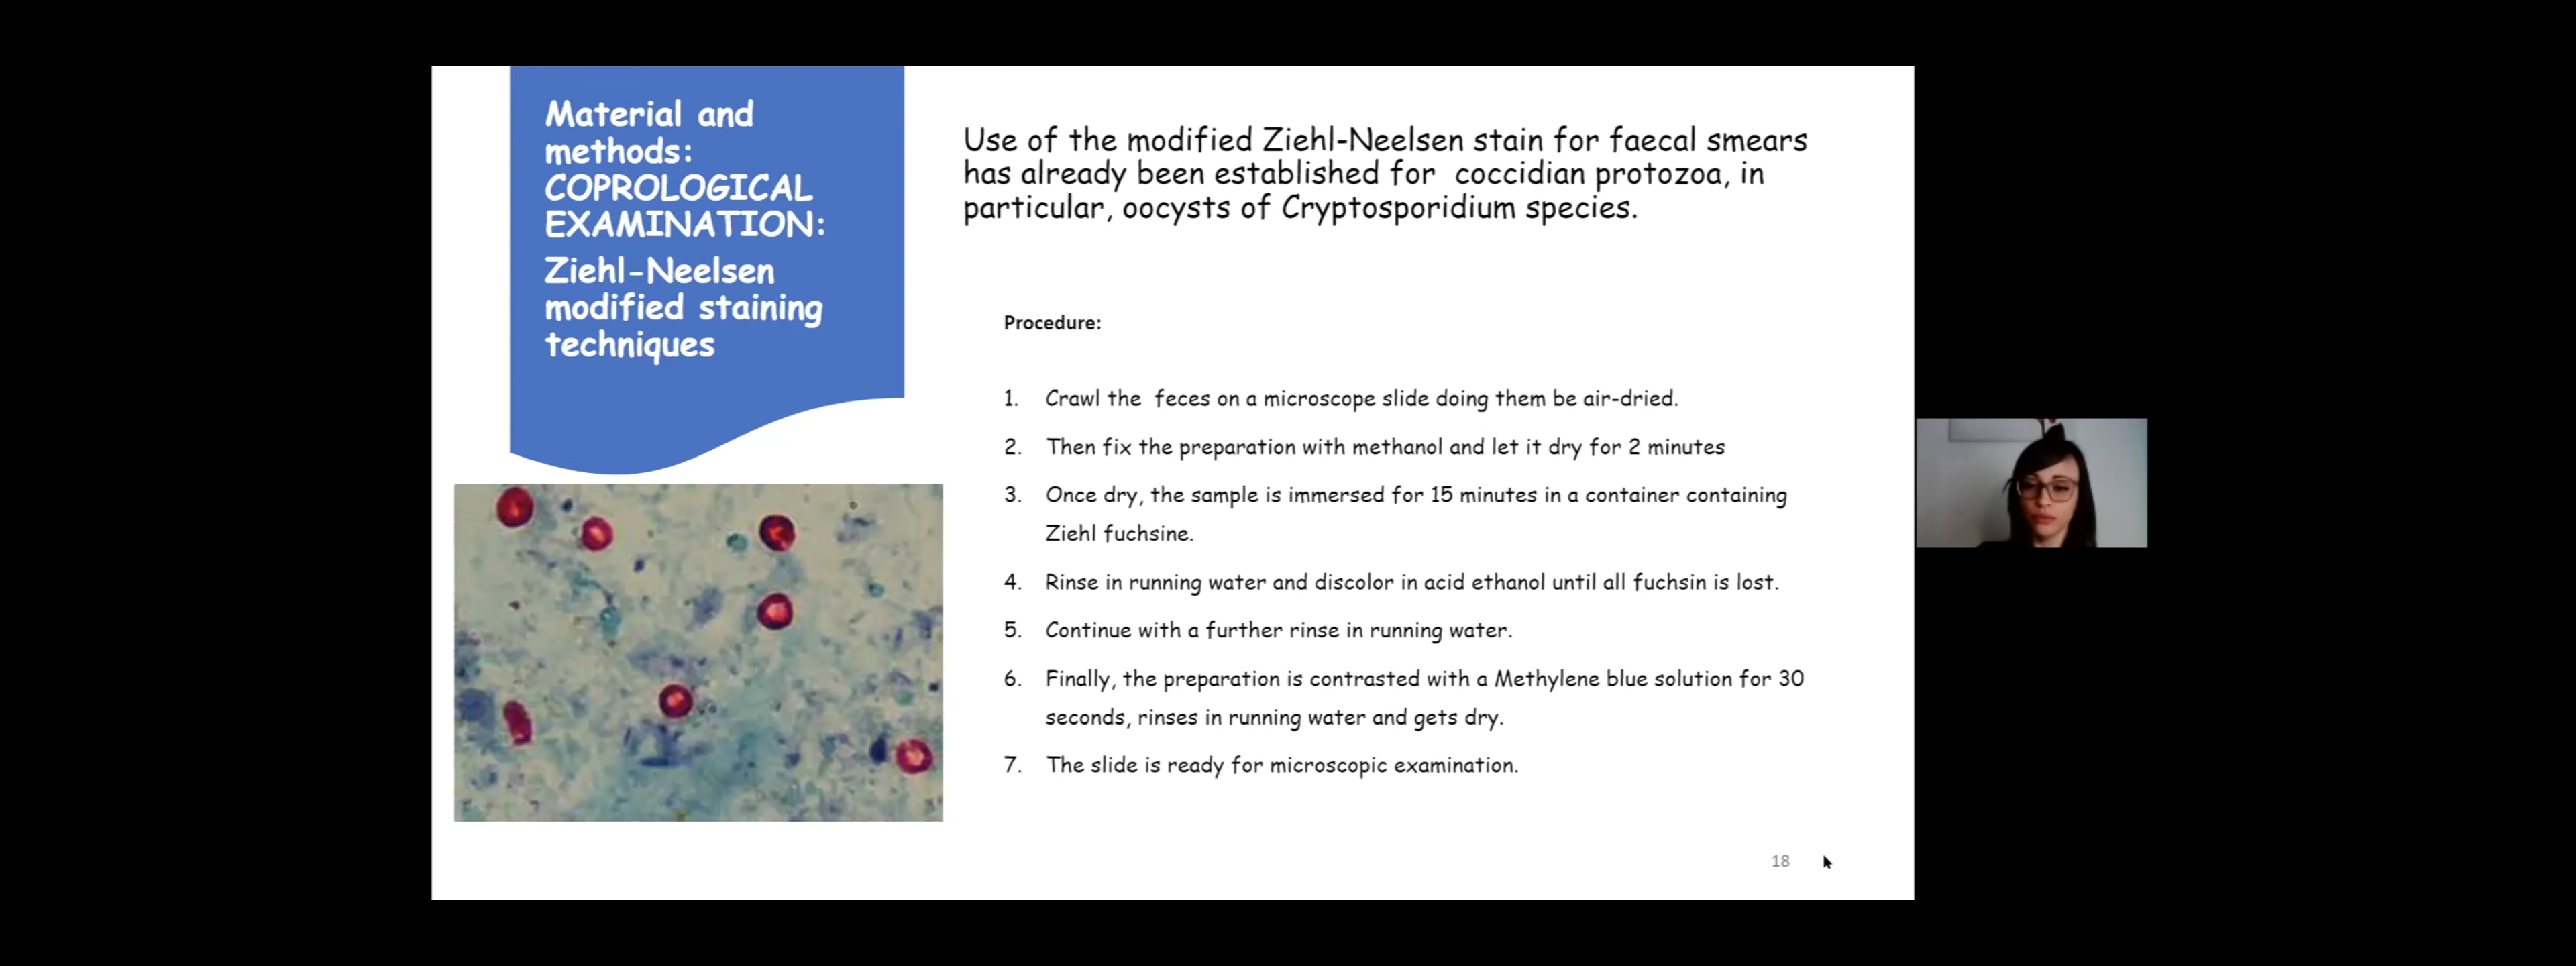 Material and
methods:
COPROLOGICAL
EXAMINATION:
Ziehl-Neelsen
modified staining
techniques
Use of the modified Ziehl-Neelsen stain for faecal smears
has already been established for coccidian protozoa, in
particular, oocysts of Cryptosporidium species.
Procedure:
1. Crawl the feces on a microscope slide doing them be air-dried.
2. Then fix the preparation with methanol and let it dry for 2 minutes
3. Once dry, the sample is immersed for 15 minutes in a container containing
Ziehl fuchsine.
4. Rinse in running water and discolor in acid ethanol until all fuchsin is lost.
5. Continue with a further rinse in running water.
6. Finally, the preparation is contrasted with a Methylene blue solution for 30
seconds, rinses in running water and gets dry.
7. The slide is ready for microscopic examination.
18